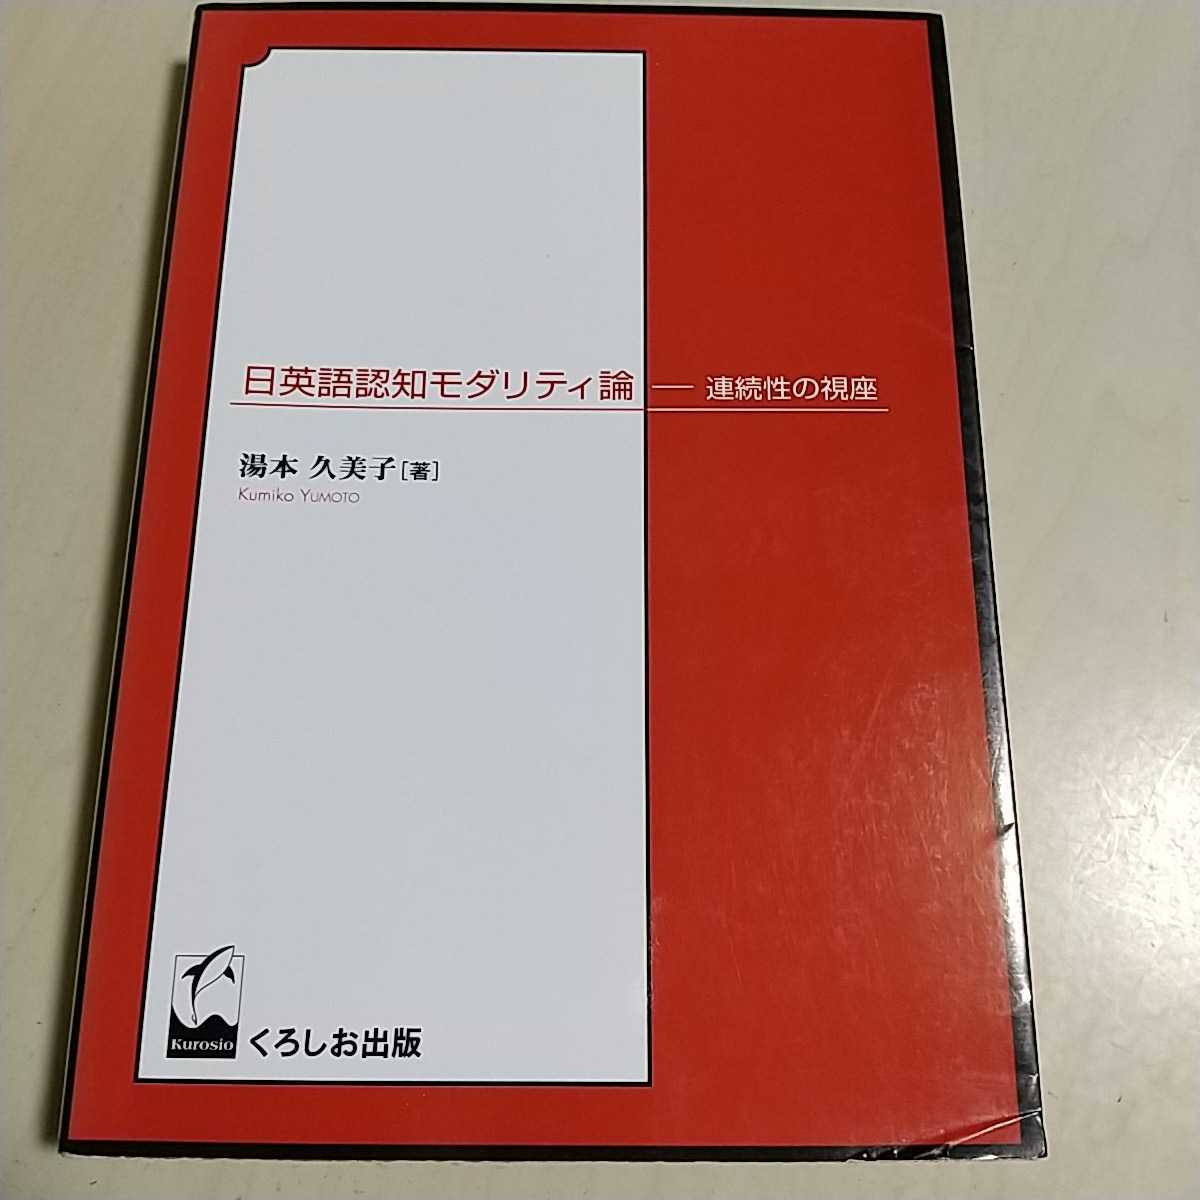 日英語認知モダリティ論 ― 連続性の視座
湯本 久美子[著]
Kumiko YUMOTO
Kurosio
くろしお出版